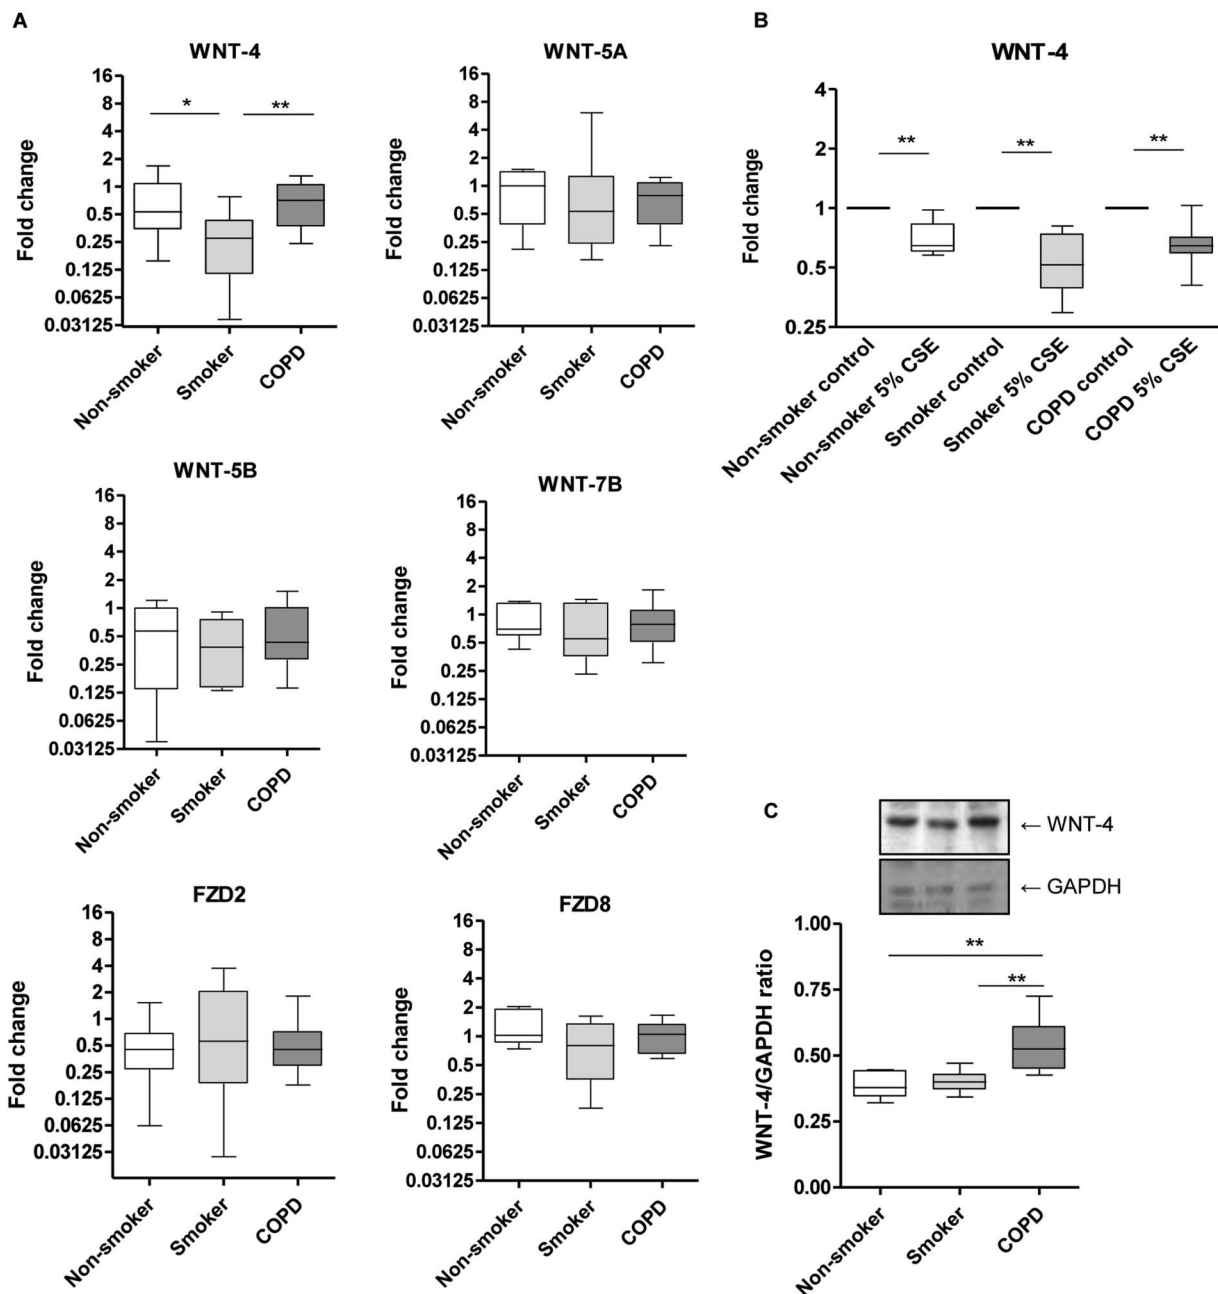 A
WNT-4
16
8
4
2
1
0.5
0.25
0.125
0.0625
0.03125
Fold change
*
**
Non-smoker
Smoker
COPD
WNT-5A
16
8
4
2
1
0.5
0.25
0.125
0.0625
0.03125
Fold change
Non-smoker
Smoker
COPD
B
WNT-4
4
2
1
0.5
0.25
Fold change
**
**
**
Non-smoker control
Non-smoker 5% CSE
Smoker control
Smoker 5% CSE
COPD control
COPD 5% CSE
WNT-5B
16
8
4
2
1
0.5
0.25
0.125
0.0625
0.03125
Fold change
Non-smoker
Smoker
COPD
WNT-7B
16
8
4
2
1
0.5
0.25
0.125
0.0625
0.03125
Fold change
Non-smoker
Smoker
COPD
FZD2
16
8
4
2
1
0.5
0.25
0.125
0.0625
0.03125
Fold change
Non-smoker
Smoker
COPD
FZD8
16
8
4
2
1
0.5
0.25
0.125
0.0625
0.03125
Fold change
Non-smoker
Smoker
COPD
C
← WNT-4
← GAPDH
1.00
0.75
0.50
0.25
0.00
WNT-4/GAPDH ratio
**
**
Non-smoker
Smoker
COPD